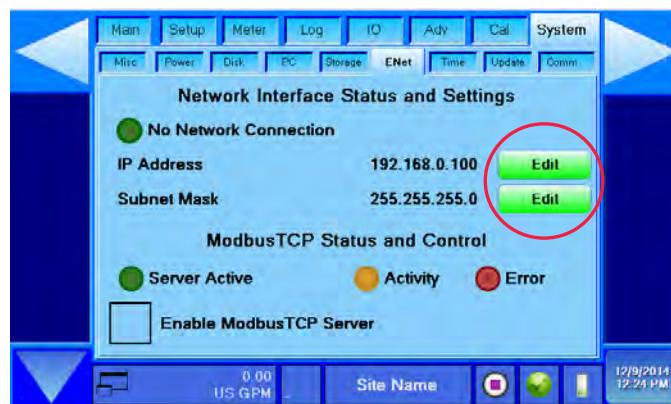 Main Setup Meter Log IO Adv Cal System
Misc Power Disk PC Storage ENet Time Update Comm
Network Interface Status and Settings
No Network Connection
IP Address 192.168.0.100 Edit
Subnet Mask 255.255.255.0 Edit
ModbusTCP Status and Control
Server Active Activity Error
Enable ModbusTCP Server
0.00
US GPM
Site Name
12/9/2014
12:24 PM